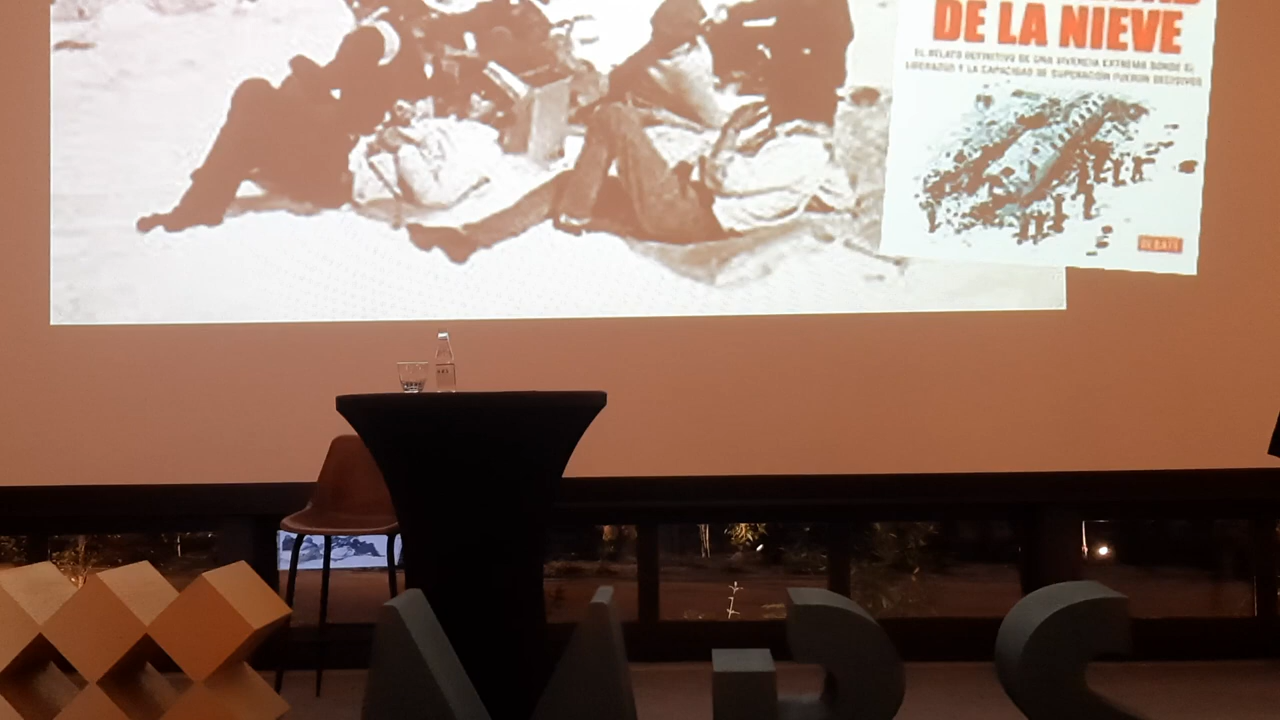 DE LA NIEVE
EL RELATO DEFINITIVO DE UNA VIVENCIA EXTREMA DONDE EL
LIDERAZGO Y LA CAPACIDAD DE SUPERACIÓN FUERON DECISIVOS
DEBATE